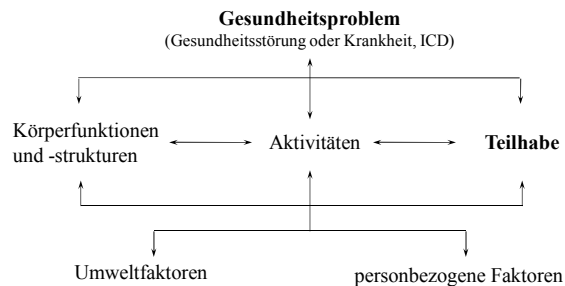 Gesundheitsproblem
(Gesundheitsstörung oder Krankheit, ICD)
Körperfunktionen
und -strukturen
Aktivitäten
Teilhabe
Umweltfaktoren
personbezogene Faktoren